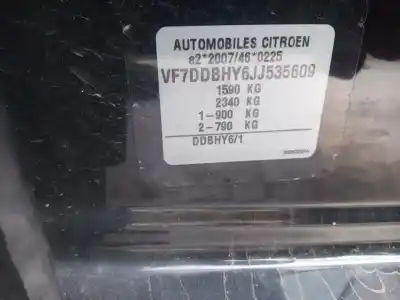 AUTOMOBILES CITROEN
e2*2007/46*0225
VF7DDBHY6JJ535609
1590 KG
2340 KG
1-900 KG
2-790 KG
DDBHY6/1